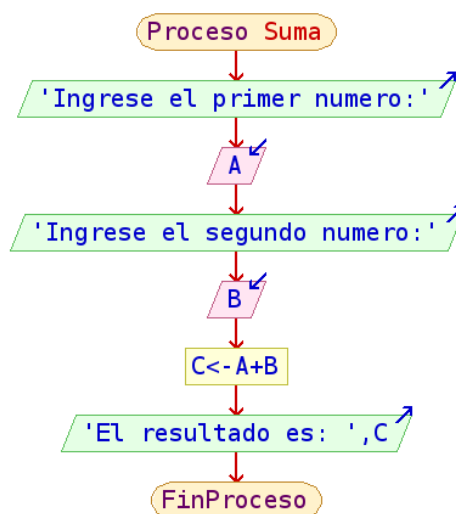 Proceso Suma
'Ingrese el primer numero:'
A
'Ingrese el segundo numero:'
B
C<-A+B
'El resultado es: ',C
FinProceso